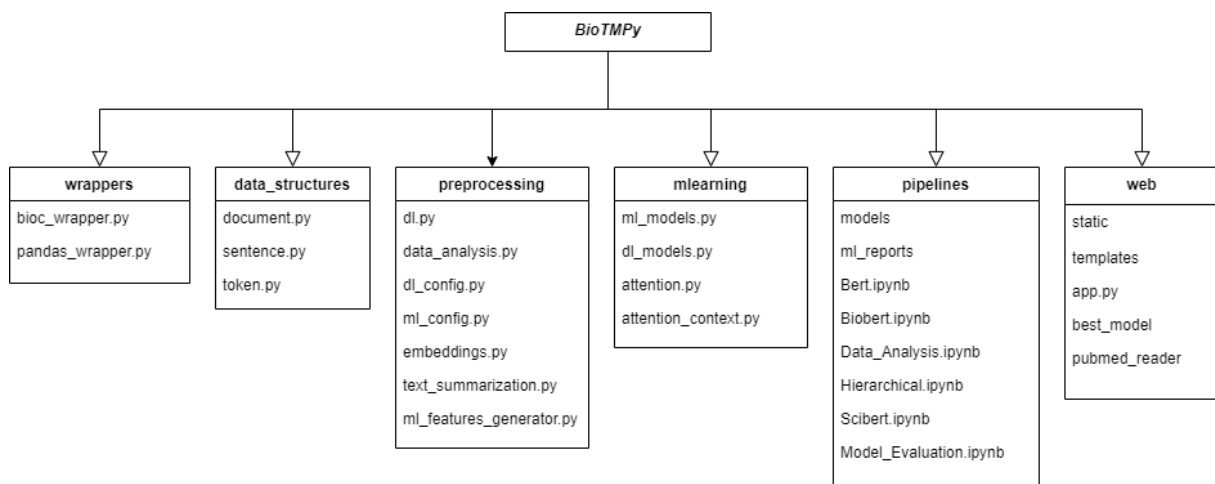 BioTMPy
wrappers
bioc_wrapper.py
pandas_wrapper.py
data_structures
document.py
sentence.py
token.py
preprocessing
dl.py
data_analysis.py
dl_config.py
ml_config.py
embeddings.py
text_summarization.py
ml_features_generator.py
mlearning
ml_models.py
dl_models.py
attention.py
attention_context.py
pipelines
models
ml_reports
Bert.ipynb
Biobert.ipynb
Data_Analysis.ipynb
Hierarchical.ipynb
Scibert.ipynb
Model_Evaluation.ipynb
web
static
templates
app.py
best_model
pubmed_reader